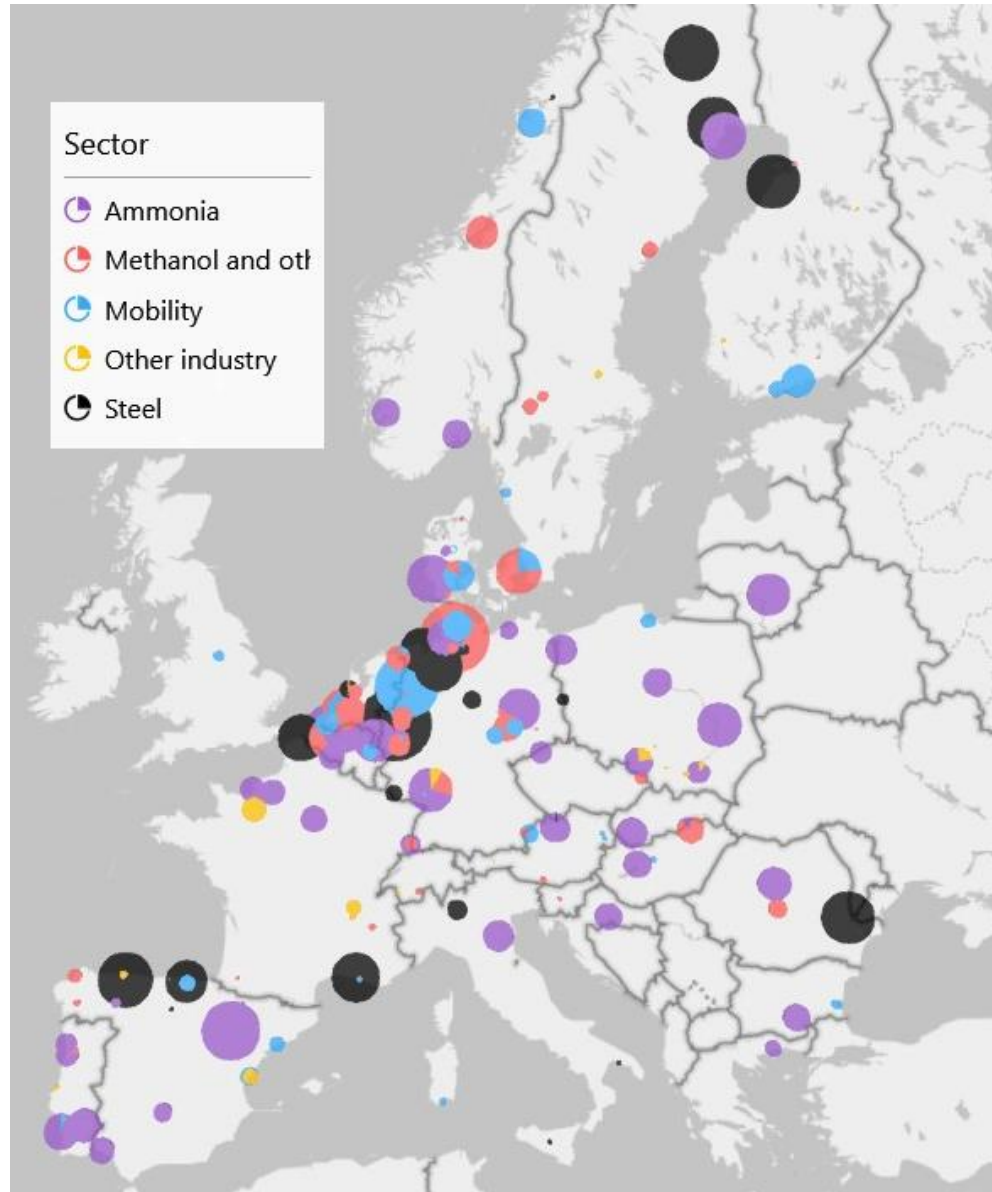 Sector
Ammonia
Methanol and oth
Mobility
Other industry
Steel